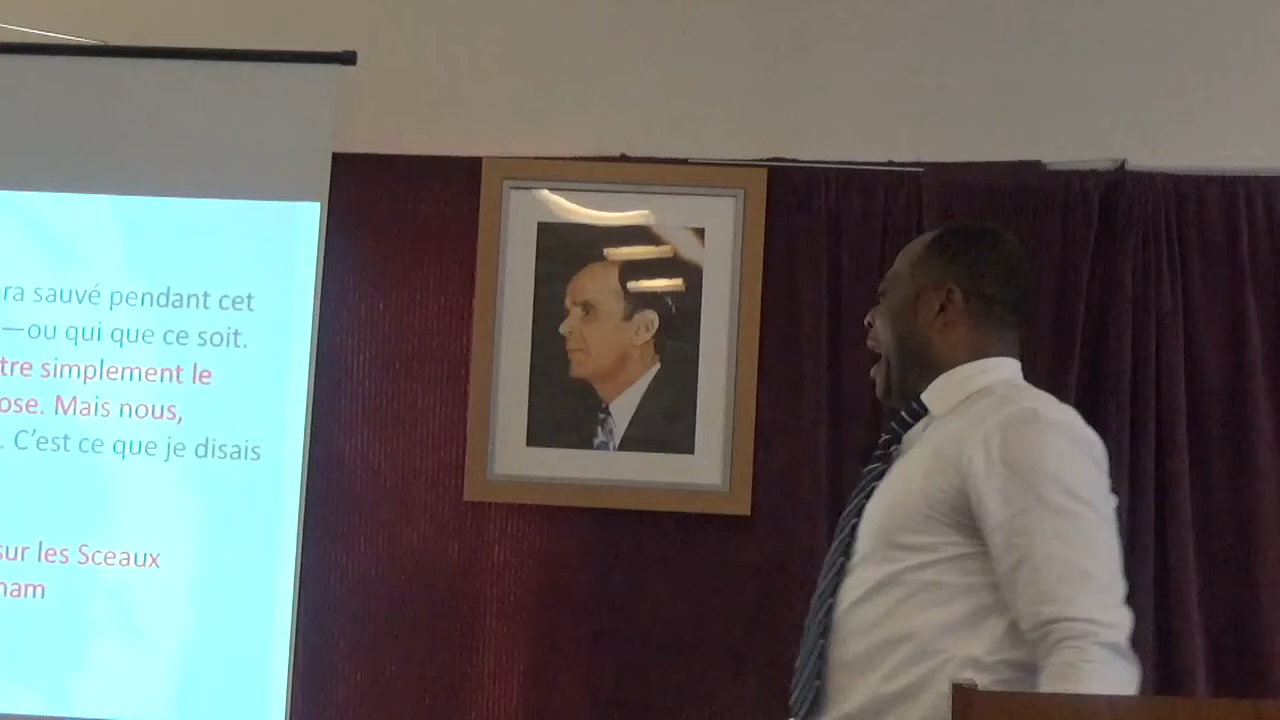 ra sauvé pendant cet
—ou qui que ce soit.
tre simplement le
ose. Mais nous,
. C'est ce que je disais
sur les Sceaux
ham